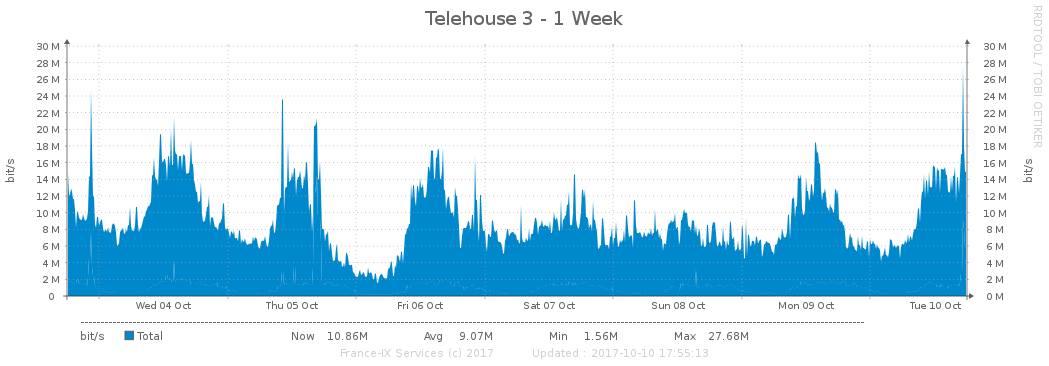 Telehouse 3 - 1 Week
RRDTOOL / TOBI OETIKER
bit/s
30 M 30 M
28 M 28 M
26 M 26 M
24 M 24 M
22 M 22 M
20 M 20 M
18 M 18 M
16 M 16 M
14 M 14 M
12 M 12 M
10 M 10 M
8 M 8 M
6 M 6 M
4 M 4 M
2 M 2 M
0 0 M
bit/s
Wed 04 Oct Thu 05 Oct Fri 06 Oct Sat 07 Oct Sun 08 Oct Mon 09 Oct Tue 10 Oct
bit/s Total Now 10.86M Avg 9.07M Min 1.56M Max 27.68M
France-IX Services (c) 2017 Updated : 2017-10-10 17:55:13